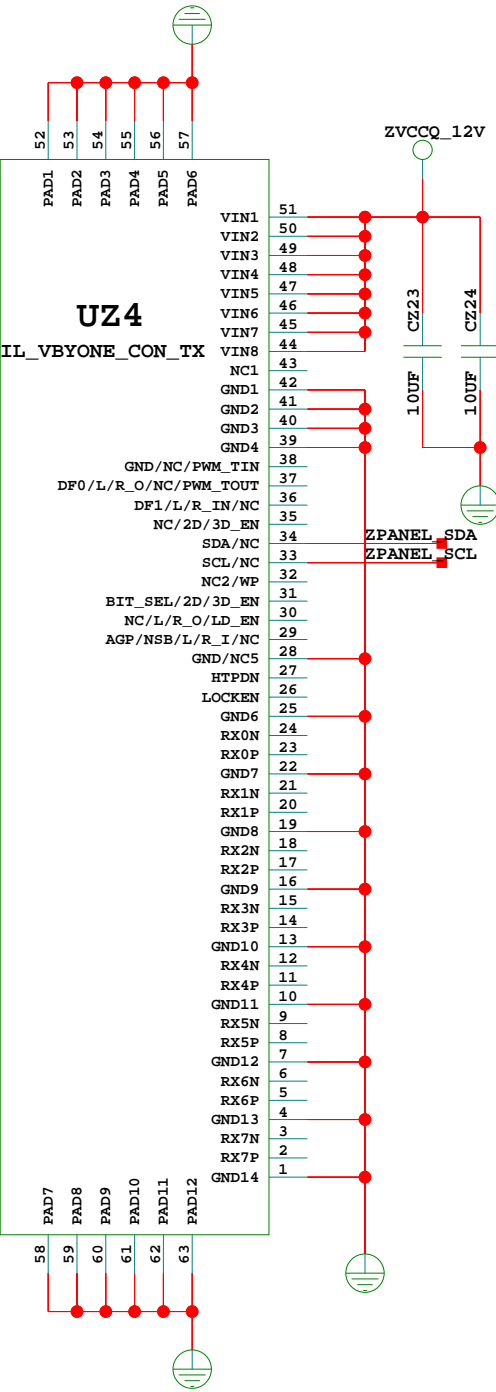 52
53
54
55
56
57
PAD1
PAD2
PAD3
PAD4
PAD5
PAD6
ZVCCQ_12V
UZ4
IL_VBYONE_CON_TX
VIN1 51
VIN2 50
VIN3 49
VIN4 48
VIN5 47
VIN6 46
VIN7 45
VIN8 44
NC1 43
GND1 42
GND2 41
GND3 40
GND4 39
GND/NC/PWM_TIN 38
DF0/L/R_O/NC/PWM_TOUT 37
DF1/L/R_IN/NC 36
NC/2D/3D_EN 35
SDA/NC 34 ZPANEL_SDA
SCL/NC 33 ZPANEL_SCL
NC2/WP 32
BIT_SEL/2D/3D_EN 31
NC/L/R_O/LD_EN 30
AGP/NSB/L/R_I/NC 29
GND/NC5 28
HTPDN 27
LOCKEN 26
GND6 25
RX0N 24
RX0P 23
GND7 22
RX1N 21
RX1P 20
GND8 19
RX2N 18
RX2P 17
GND9 16
RX3N 15
RX3P 14
GND10 13
RX4N 12
RX4P 11
GND11 10
RX5N 9
RX5P 8
GND12 7
RX6N 6
RX6P 5
GND13 4
RX7N 3
RX7P 2
GND14 1
CZ23
10UF
CZ24
10UF
PAD7
PAD8
PAD9
PAD10
PAD11
PAD12
58
59
60
61
62
63